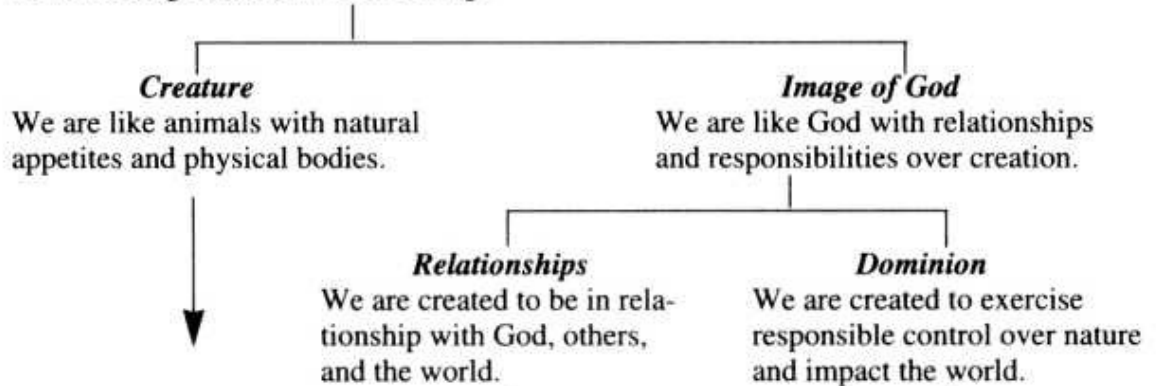 Creature
We are like animals with natural
appetites and physical bodies.
Image of God
We are like God with relationships
and responsibilities over creation.
Relationships
We are created to be in rela-
tionship with God, others,
and the world.
Dominion
We are created to exercise
responsible control over nature
and impact the world.